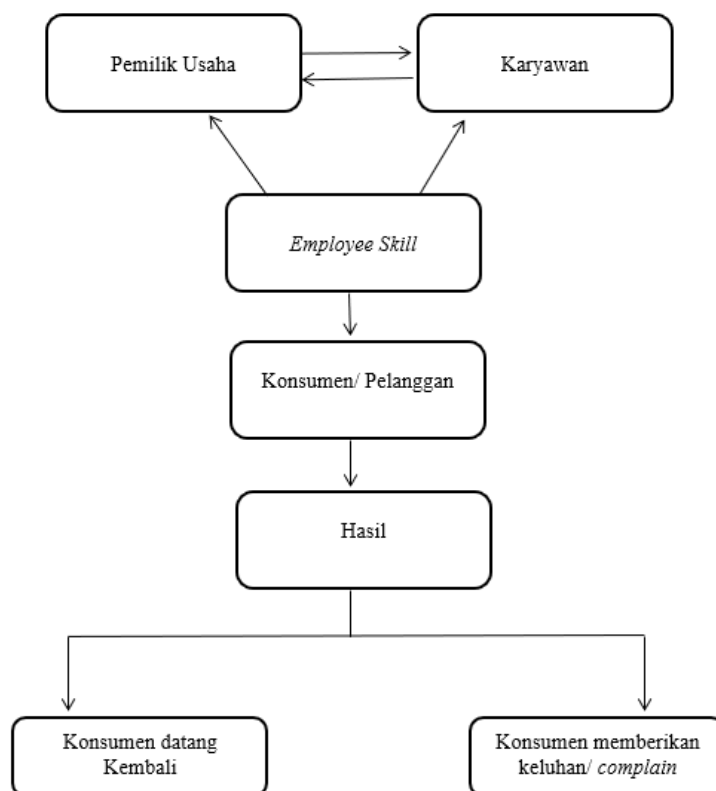 Pemilik Usaha
Karyawan
Employee Skill
Konsumen/ Pelanggan
Hasil
Konsumen datang
Kembali
Konsumen memberikan
keluhan/ complain